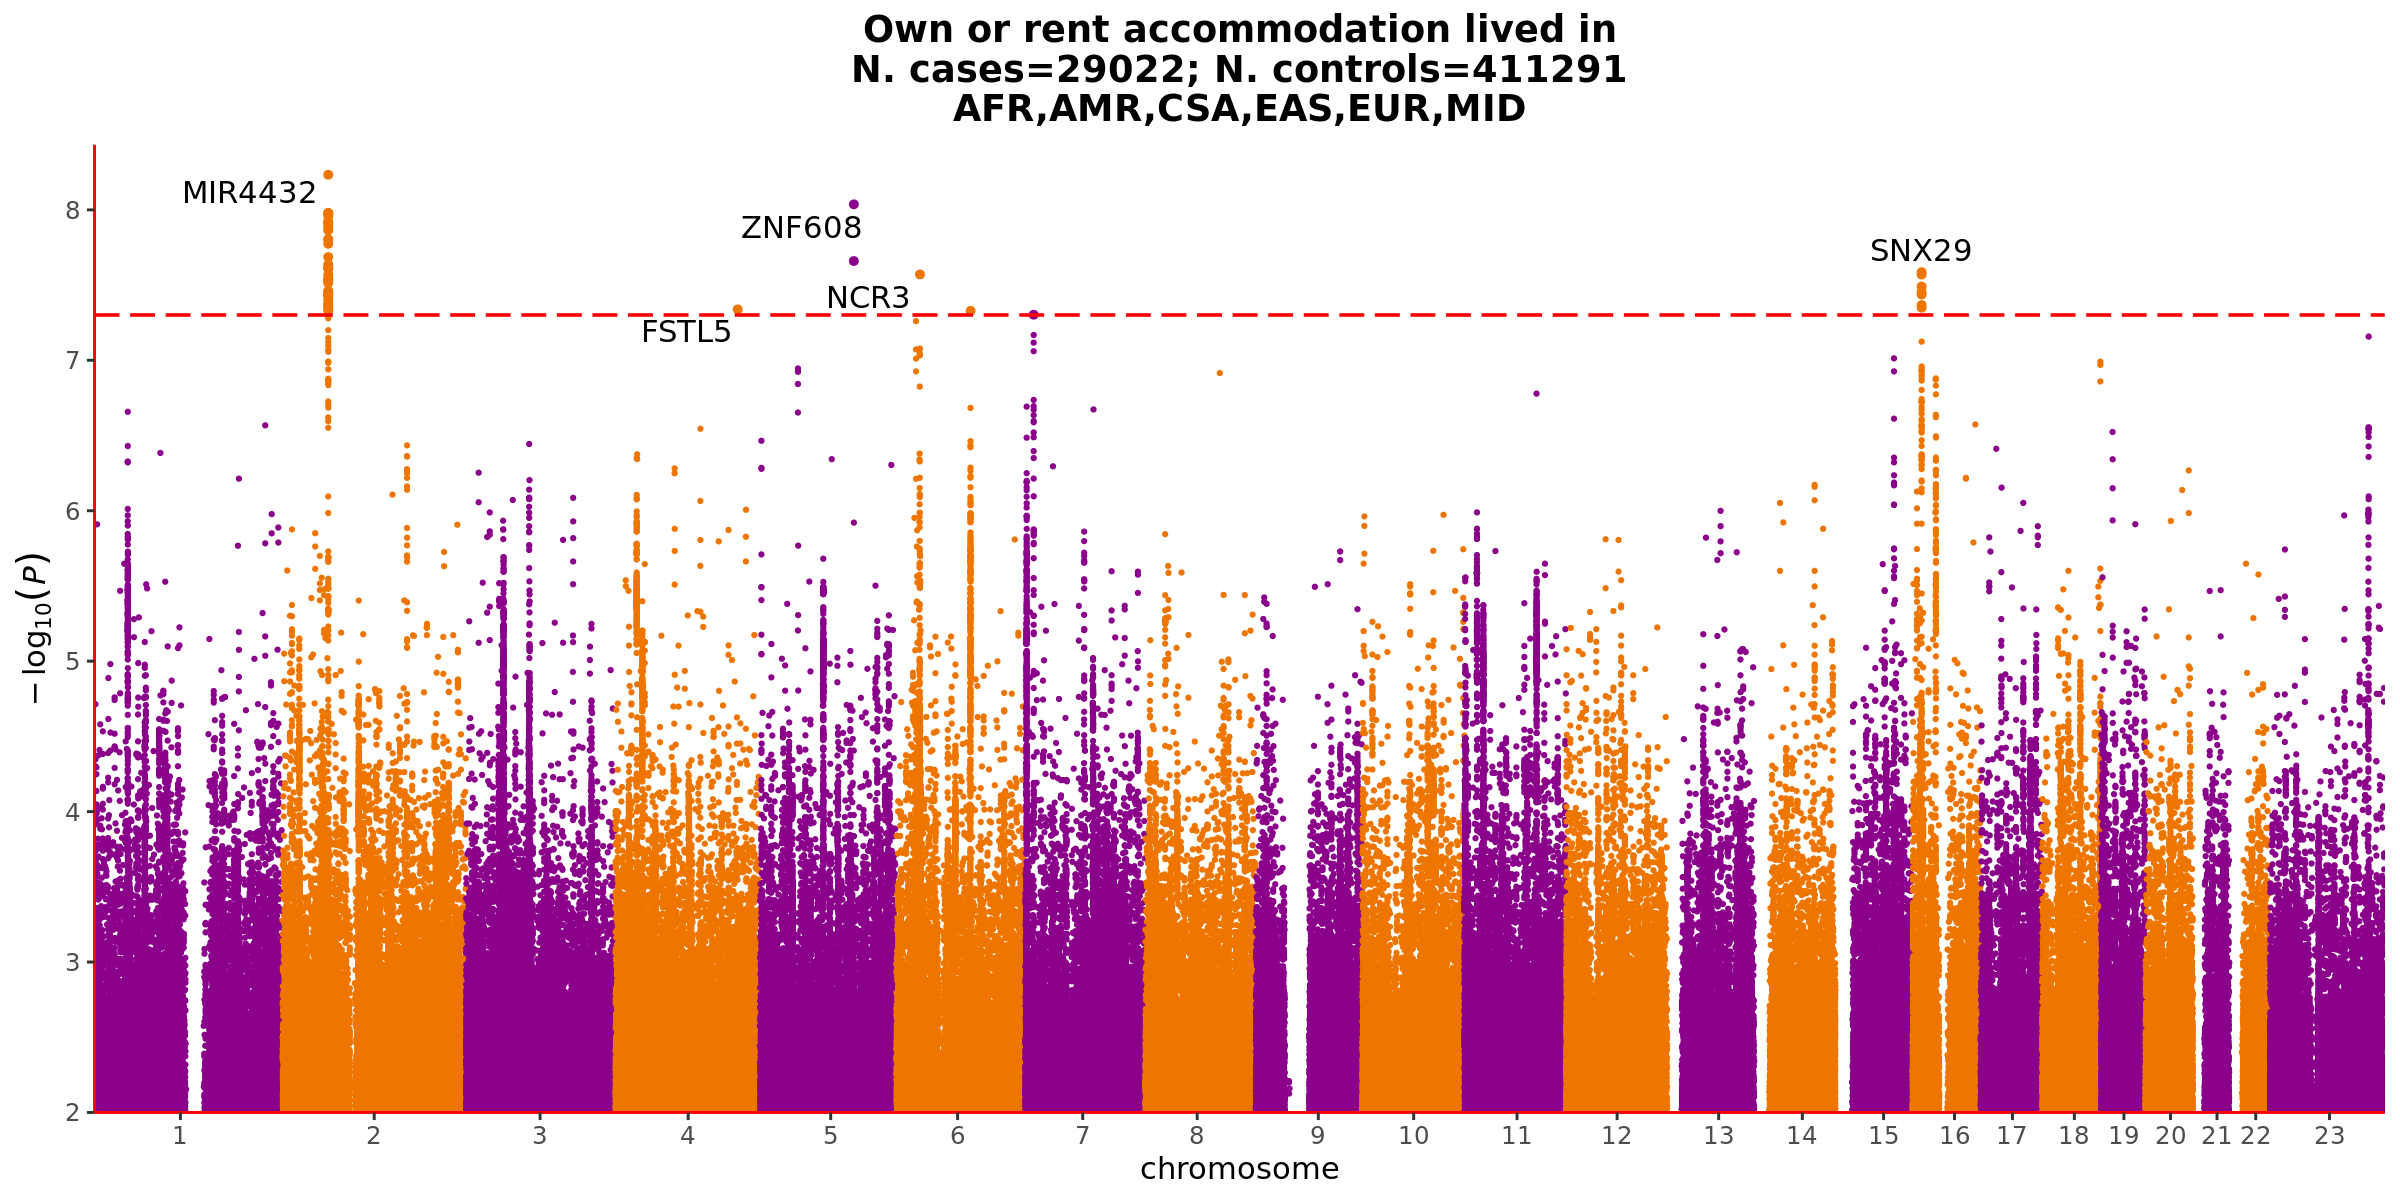 Own or rent accommodation lived in
N. cases=29022; N. controls=411291
AFR,AMR,CSA,EAS,EUR,MID
MIR4432
ZNF608
SNX29
NCR3
FSTL5
8
7
6
5
4
3
2
−log10(P)
1 2 3 4 5 6 7 8 9 10 11 12 13 14 15 16 17 18 19 20 21 22 23
chromosome